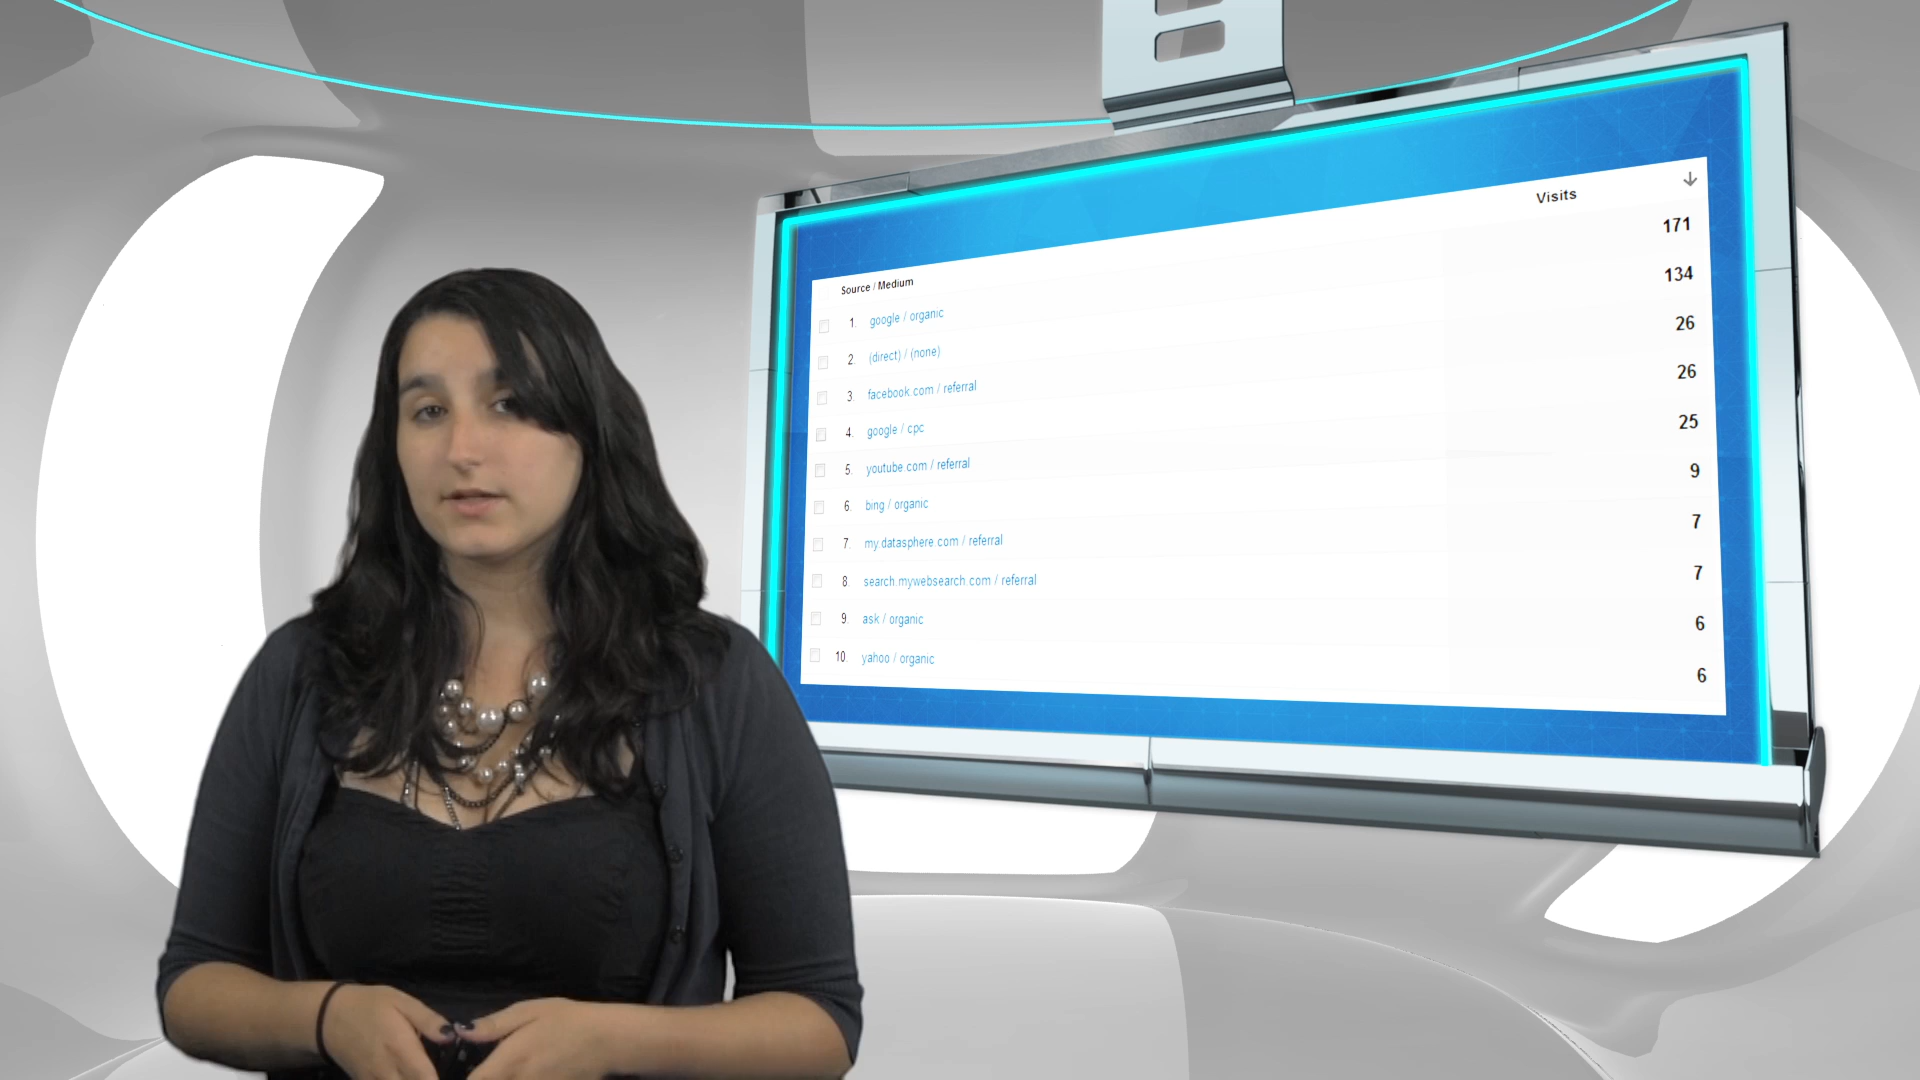 Source / Medium Visits
1. google / organic 171
2. (direct) / (none) 134
3. facebook.com / referral 26
4. google / cpc 26
5. youtube.com / referral 25
6. bing / organic 9
7. my.datasphere.com / referral 7
8. search.mywebsearch.com / referral 7
9. ask / organic 6
10. yahoo / organic 6